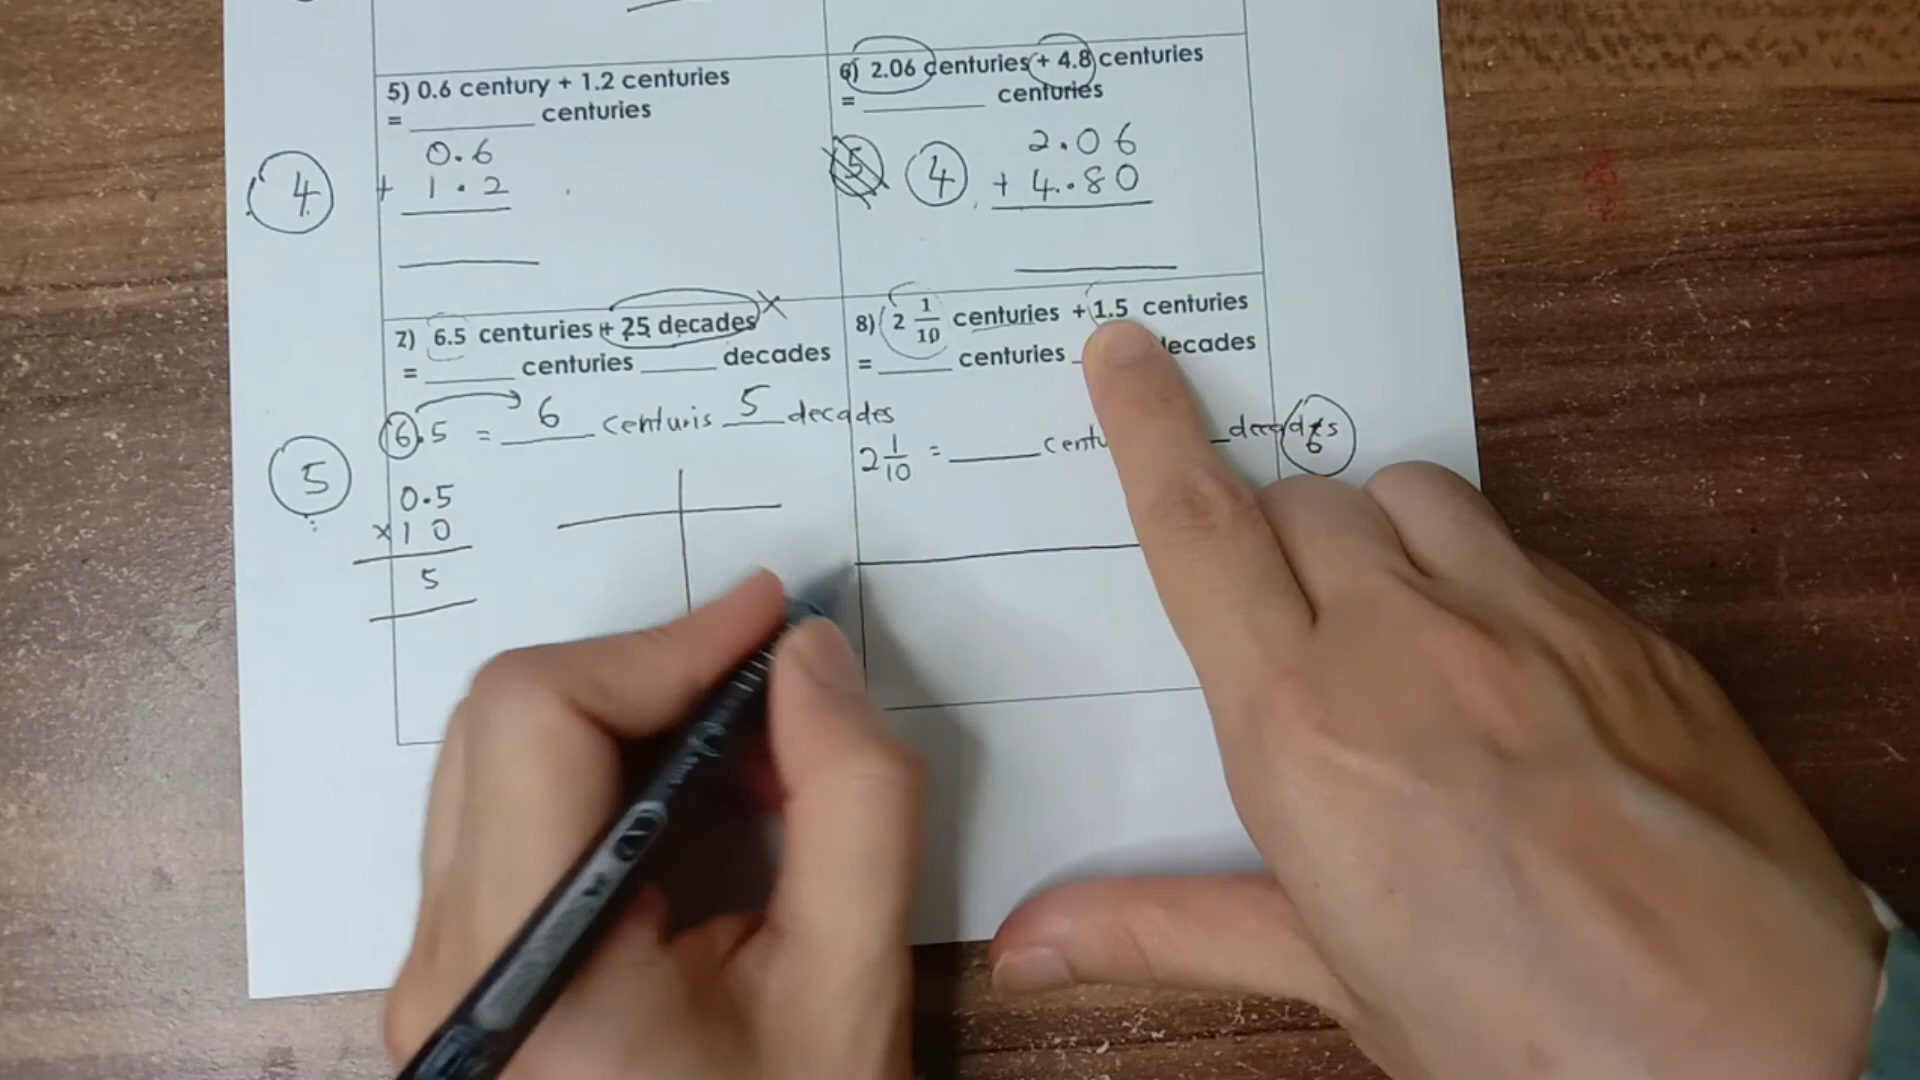 5) 0.6 century + 1.2 centuries
= ________ centuries
0.6
+ 1.2
4
6) 2.06 centuries + 4.8 centuries
= ________ centuries
5
4
2.06
+ 4.80
7) 6.5 centuries + 25 decades
= ______ centuries _____ decades
6.5 = 6 centuris 5 decades
5
0.5
×10
5
8) 2 1/10 centuries + 1.5 centuries
= _____ centuries _
2 1/10 = _____ decades
6